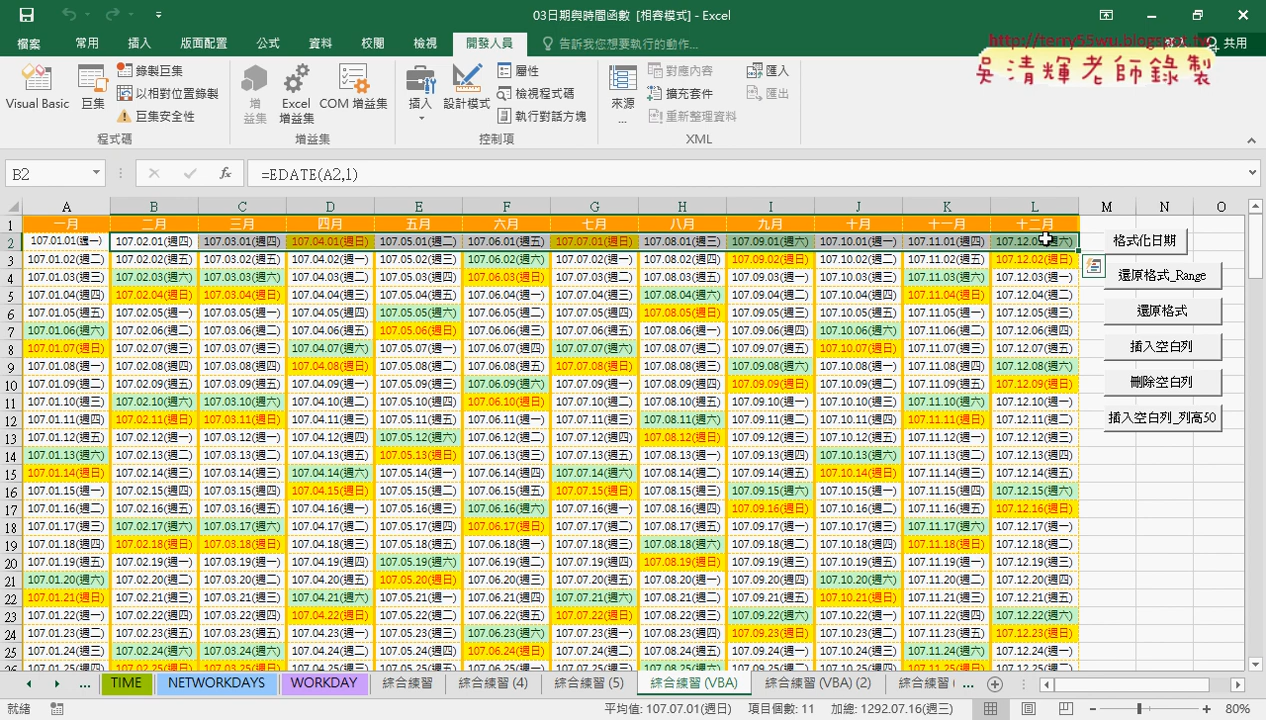 03日期與時間函數 [相容模式] - Excel
檔案 常用 插入 版面配置 公式 資料 校閱 檢視 開發人員 告訴我您想要執行的動作... 共用
http://terry55wu.blogspot.tw
吳清輝老師錄製
Visual Basic 巨集 錄製巨集 以相對位置錄製 巨集安全性 增益集 Excel 增益集 COM 增益集 插入 設計模式 屬性 檢視程式碼 執行對話方塊 來源... 對應內容 擴充套件 重新整理資料 匯入 匯出
程式碼 增益集 控制項 XML
B2 fx =EDATE(A2,1)
A B C D E F G H I J K L M N O
1 一月 二月 三月 四月 五月 六月 七月 八月 九月 十月 十一月 十二月
2 107.01.01(週一) 107.02.01(週四) 107.03.01(週四) 107.04.01(週日) 107.05.01(週二) 107.06.01(週五) 107.07.01(週日) 107.08.01(週三) 107.09.01(週六) 107.10.01(週一) 107.11.01(週四) 107.12.0 週六)
3 107.01.02(週二) 107.02.02(週五) 107.03.02(週五) 107.04.02(週一) 107.05.02(週三) 107.06.02(週六) 107.07.02(週一) 107.08.02(週四) 107.09.02(週日) 107.10.02(週二) 107.11.02(週五) 107.12.02(週日)
4 107.01.03(週三) 107.02.03(週六) 107.03.03(週六) 107.04.03(週二) 107.05.03(週四) 107.06.03(週日) 107.07.03(週二) 107.08.03(週五) 107.09.03(週一) 107.10.03(週三) 107.11.03(週六) 107.12.03(週一)
5 107.01.04(週四) 107.02.04(週日) 107.03.04(週日) 107.04.04(週三) 107.05.04(週五) 107.06.04(週一) 107.07.04(週三) 107.08.04(週六) 107.09.04(週二) 107.10.04(週四) 107.11.04(週日) 107.12.04(週二)
6 107.01.05(週五) 107.02.05(週一) 107.03.05(週一) 107.04.05(週四) 107.05.05(週六) 107.06.05(週二) 107.07.05(週四) 107.08.05(週日) 107.09.05(週三) 107.10.05(週五) 107.11.05(週一) 107.12.05(週三)
7 107.01.06(週六) 107.02.06(週二) 107.03.06(週二) 107.04.06(週五) 107.05.06(週日) 107.06.06(週三) 107.07.06(週五) 107.08.06(週一) 107.09.06(週四) 107.10.06(週六) 107.11.06(週二) 107.12.06(週四)
8 107.01.07(週日) 107.02.07(週三) 107.03.07(週三) 107.04.07(週六) 107.05.07(週一) 107.06.07(週四) 107.07.07(週六) 107.08.07(週二) 107.09.07(週五) 107.10.07(週日) 107.11.07(週三) 107.12.07(週五)
9 107.01.08(週一) 107.02.08(週四) 107.03.08(週四) 107.04.08(週日) 107.05.08(週二) 107.06.08(週五) 107.07.08(週日) 107.08.08(週三) 107.09.08(週六) 107.10.08(週一) 107.11.08(週四) 107.12.08(週六)
10 107.01.09(週二) 107.02.09(週五) 107.03.09(週五) 107.04.09(週一) 107.05.09(週三) 107.06.09(週六) 107.07.09(週一) 107.08.09(週四) 107.09.09(週日) 107.10.09(週二) 107.11.09(週五) 107.12.09(週日)
11 107.01.10(週三) 107.02.10(週六) 107.03.10(週六) 107.04.10(週二) 107.05.10(週四) 107.06.10(週日) 107.07.10(週二) 107.08.10(週五) 107.09.10(週一) 107.10.10(週三) 107.11.10(週六) 107.12.10(週一)
12 107.01.11(週四) 107.02.11(週日) 107.03.11(週日) 107.04.11(週三) 107.05.11(週五) 107.06.11(週一) 107.07.11(週三) 107.08.11(週六) 107.09.11(週二) 107.10.11(週四) 107.11.11(週日) 107.12.11(週二)
13 107.01.12(週五) 107.02.12(週一) 107.03.12(週一) 107.04.12(週四) 107.05.12(週六) 107.06.12(週二) 107.07.12(週四) 107.08.12(週日) 107.09.12(週三) 107.10.12(週五) 107.11.12(週一) 107.12.12(週三)
14 107.01.13(週六) 107.02.13(週二) 107.03.13(週二) 107.04.13(週五) 107.05.13(週日) 107.06.13(週三) 107.07.13(週五) 107.08.13(週一) 107.09.13(週四) 107.10.13(週六) 107.11.13(週二) 107.12.13(週四)
15 107.01.14(週日) 107.02.14(週三) 107.03.14(週三) 107.04.14(週六) 107.05.14(週一) 107.06.14(週四) 107.07.14(週六) 107.08.14(週二) 107.09.14(週五) 107.10.14(週日) 107.11.14(週三) 107.12.14(週五)
16 107.01.15(週一) 107.02.15(週四) 107.03.15(週四) 107.04.15(週日) 107.05.15(週二) 107.06.15(週五) 107.07.15(週日) 107.08.15(週三) 107.09.15(週六) 107.10.15(週一) 107.11.15(週四) 107.12.15(週六)
17 107.01.16(週二) 107.02.16(週五) 107.03.16(週五) 107.04.16(週一) 107.05.16(週三) 107.06.16(週六) 107.07.16(週一) 107.08.16(週四) 107.09.16(週日) 107.10.16(週二) 107.11.16(週五) 107.12.16(週日)
18 107.01.17(週三) 107.02.17(週六) 107.03.17(週六) 107.04.17(週二) 107.05.17(週四) 107.06.17(週日) 107.07.17(週二) 107.08.17(週五) 107.09.17(週一) 107.10.17(週三) 107.11.17(週六) 107.12.17(週一)
19 107.01.18(週四) 107.02.18(週日) 107.03.18(週日) 107.04.18(週三) 107.05.18(週五) 107.06.18(週一) 107.07.18(週三) 107.08.18(週六) 107.09.18(週二) 107.10.18(週四) 107.11.18(週日) 107.12.18(週二)
20 107.01.19(週五) 107.02.19(週一) 107.03.19(週一) 107.04.19(週四) 107.05.19(週六) 107.06.19(週二) 107.07.19(週四) 107.08.19(週日) 107.09.19(週三) 107.10.19(週五) 107.11.19(週一) 107.12.19(週三)
21 107.01.20(週六) 107.02.20(週二) 107.03.20(週二) 107.04.20(週五) 107.05.20(週日) 107.06.20(週三) 107.07.20(週五) 107.08.20(週一) 107.09.20(週四) 107.10.20(週六) 107.11.20(週二) 107.12.20(週四)
22 107.01.21(週日) 107.02.21(週三) 107.03.21(週三) 107.04.21(週六) 107.05.21(週一) 107.06.21(週四) 107.07.21(週六) 107.08.21(週二) 107.09.21(週五) 107.10.21(週日) 107.11.21(週三) 107.12.21(週五)
23 107.01.22(週一) 107.02.22(週四) 107.03.22(週四) 107.04.22(週日) 107.05.22(週二) 107.06.22(週五) 107.07.22(週日) 107.08.22(週三) 107.09.22(週六) 107.10.22(週一) 107.11.22(週四) 107.12.22(週六)
24 107.01.23(週二) 107.02.23(週五) 107.03.23(週五) 107.04.23(週一) 107.05.23(週三) 107.06.23(週六) 107.07.23(週一) 107.08.23(週四) 107.09.23(週日) 107.10.23(週二) 107.11.23(週五) 107.12.23(週日)
25 107.01.24(週三) 107.02.24(週六) 107.03.24(週六) 107.04.24(週二) 107.05.24(週四) 107.06.24(週日) 107.07.24(週二) 107.08.24(週五) 107.09.24(週一) 107.10.24(週三) 107.11.24(週六) 107.12.24(週一)
格式化日期
還原格式_Range
還原格式
插入空白列
刪除空白列
插入空白列_列高50
... TIME NETWORKDAYS WORKDAY 綜合練習 綜合練習 (4) 綜合練習 (5) 綜合練習 (VBA) 綜合練習 (VBA) (2) 綜合練習 ( ...
就緒 平均值: 107.07.01(週日) 項目個數: 11 加總: 1292.07.16(週三) 80%